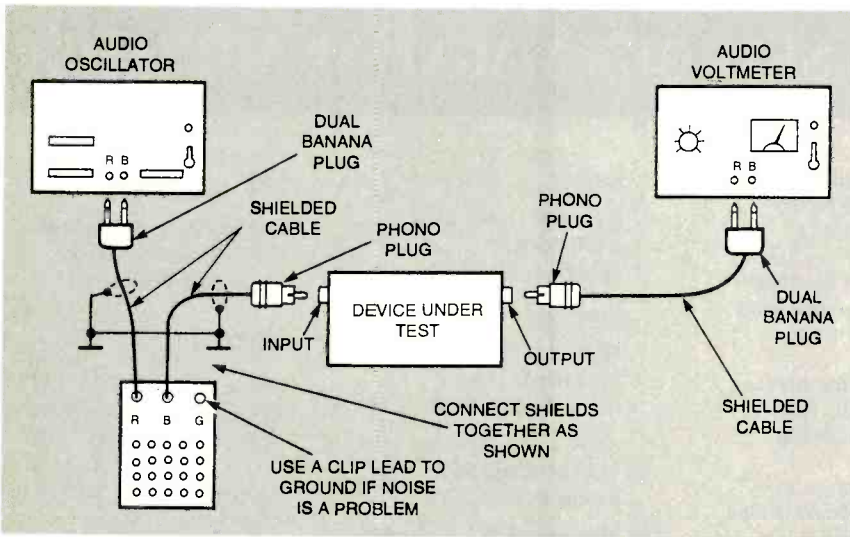 AUDIO
OSCILLATOR
R B
DUAL
BANANA
PLUG
SHIELDED
CABLE
PHONO
PLUG
INPUT
DEVICE UNDER
TEST
OUTPUT
PHONO
PLUG
AUDIO
VOLTMETER
R B
DUAL
BANANA
PLUG
SHIELDED
CABLE
CONNECT SHIELDS
TOGETHER AS
SHOWN
R B G
USE A CLIP LEAD TO
GROUND IF NOISE
IS A PROBLEM